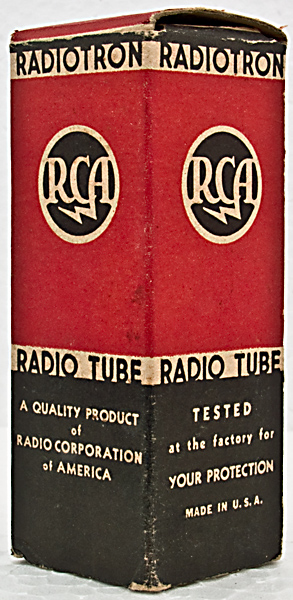 RADIOTRON
RCA
RADIO TUBE
A QUALITY PRODUCT
of
RADIO CORPORATION
of AMERICA
RADIOTRON
RCA
RADIO TUBE
TESTED
at the factory for
YOUR PROTECTION
MADE IN U.S.A.